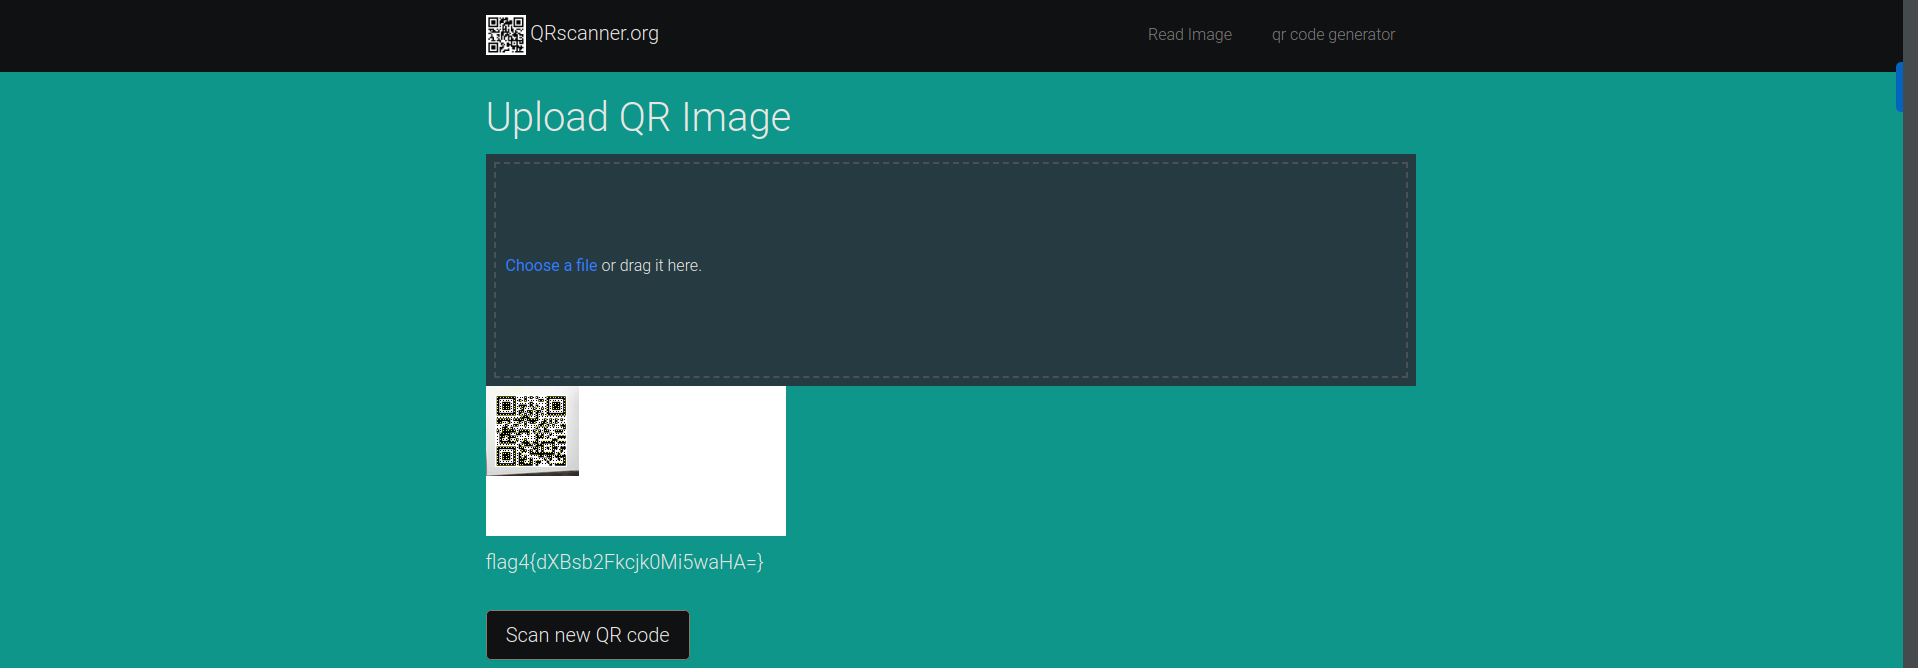 QRscanner.org
Read Image
qr code generator
Upload QR Image
Choose a file or drag it here.
flag4{dXBsb2Fkcjk0Mi5waHA=}
Scan new QR code